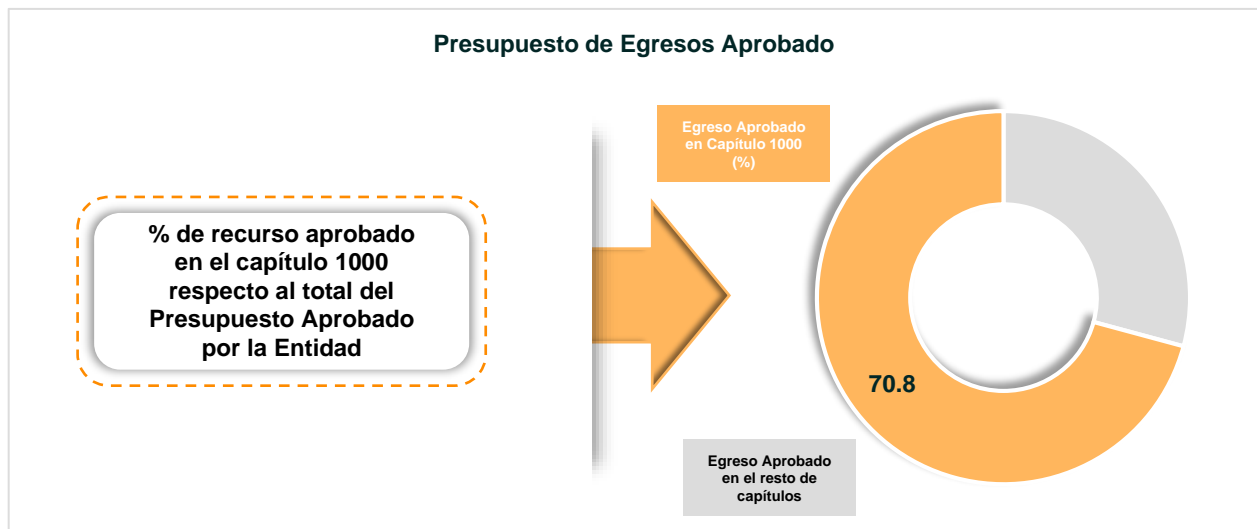 Presupuesto de Egresos Aprobado
Egreso Aprobado
en Capítulo 1000
(%)
% de recurso aprobado
en el capítulo 1000
respecto al total del
Presupuesto Aprobado
por la Entidad
70.8
Egreso Aprobado
en el resto de
capítulos